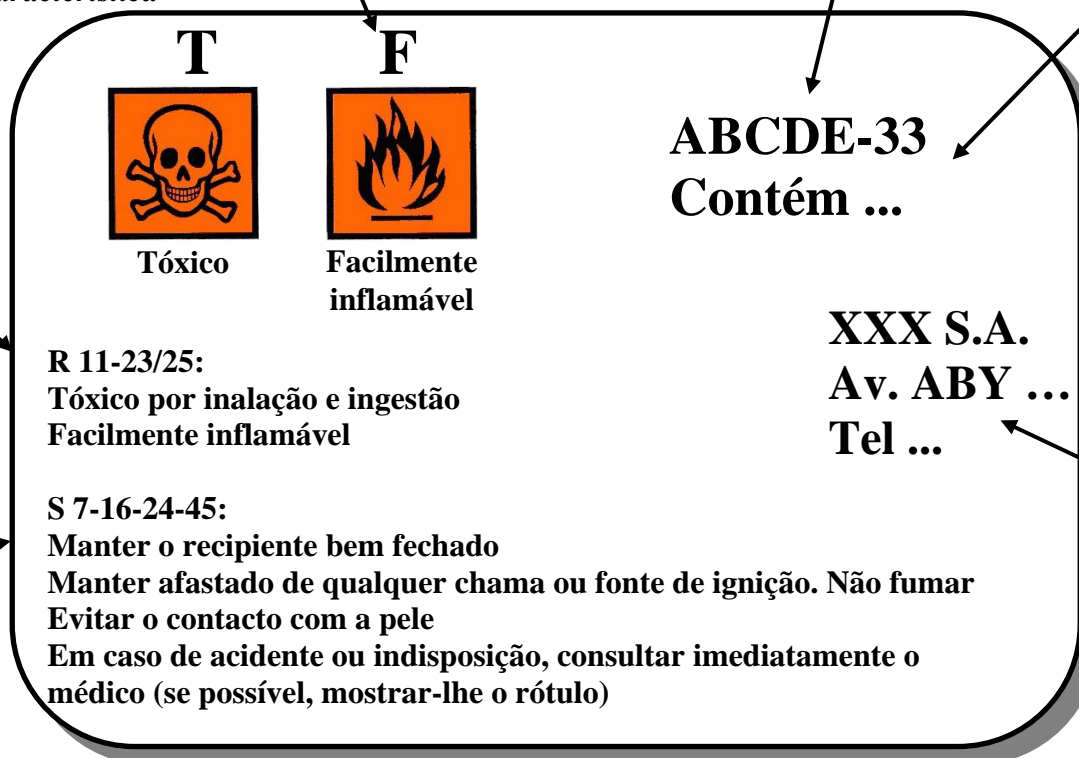 T F
Tóxico
Facilmente
inflamável
ABCDE-33
Contém ...
XXX S.A.
Av. ABY ...
Tel ...
R 11-23/25:
Tóxico por inalação e ingestão
Facilmente inflamável
S 7-16-24-45:
Manter o recipiente bem fechado
Manter afastado de qualquer chama ou fonte de ignição. Não fumar
Evitar o contacto com a pele
Em caso de acidente ou indisposição, consultar imediatamente o
médico (se possível, mostrar-lhe o rótulo)